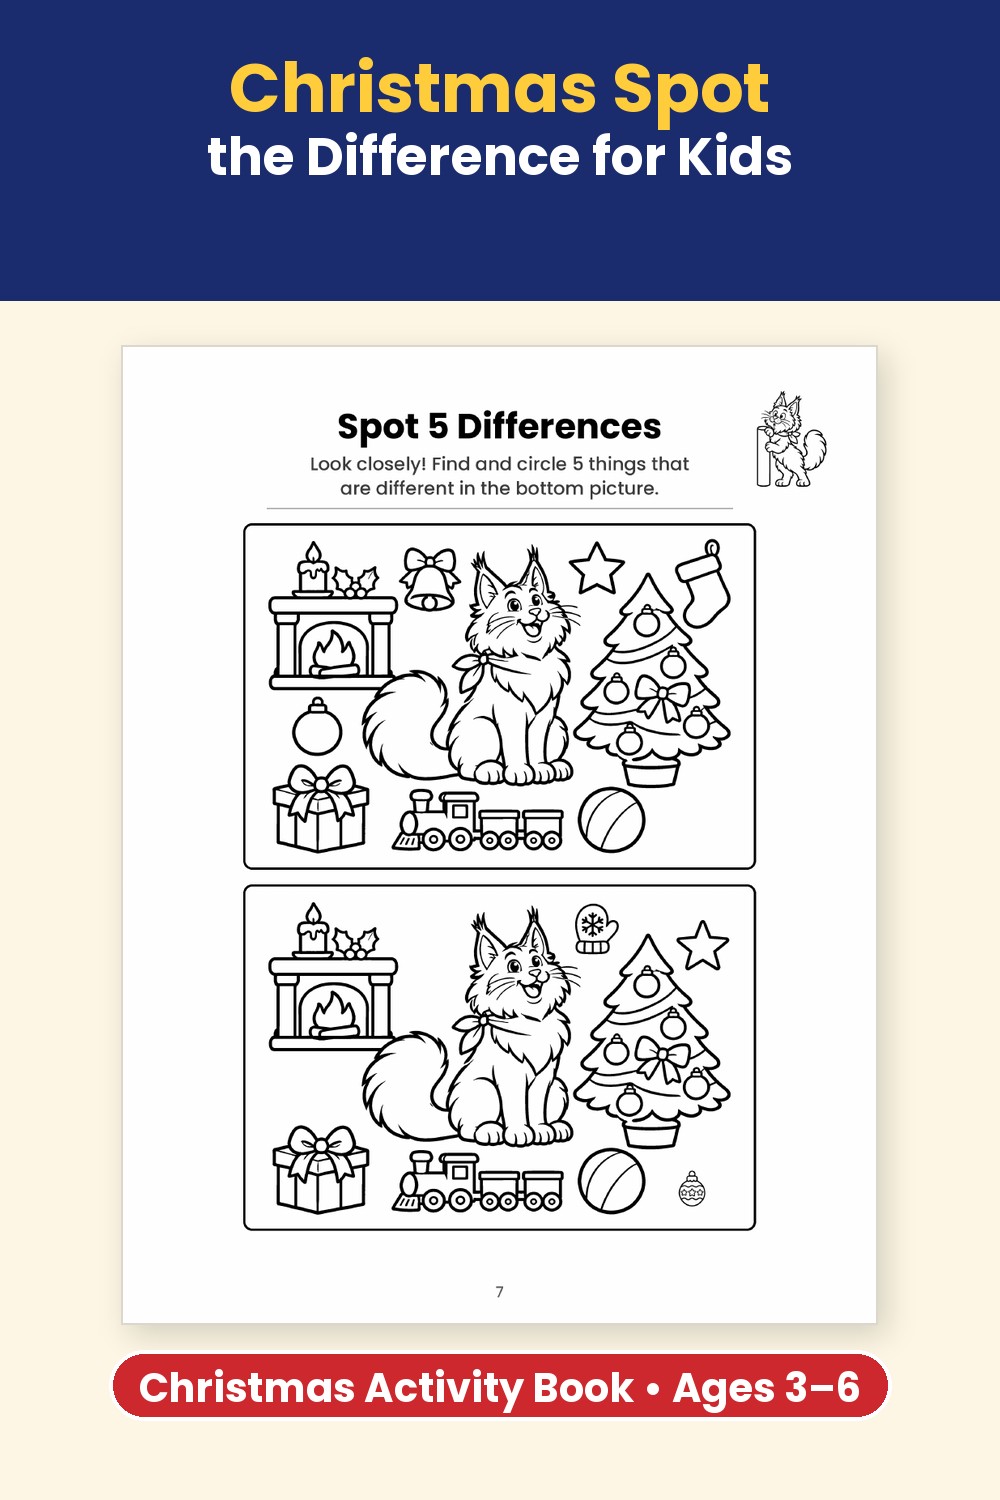 Christmas Spot
the Difference for Kids
Spot 5 Differences
Look closely! Find and circle 5 things that
are different in the bottom picture.
7
Christmas Activity Book • Ages 3–6